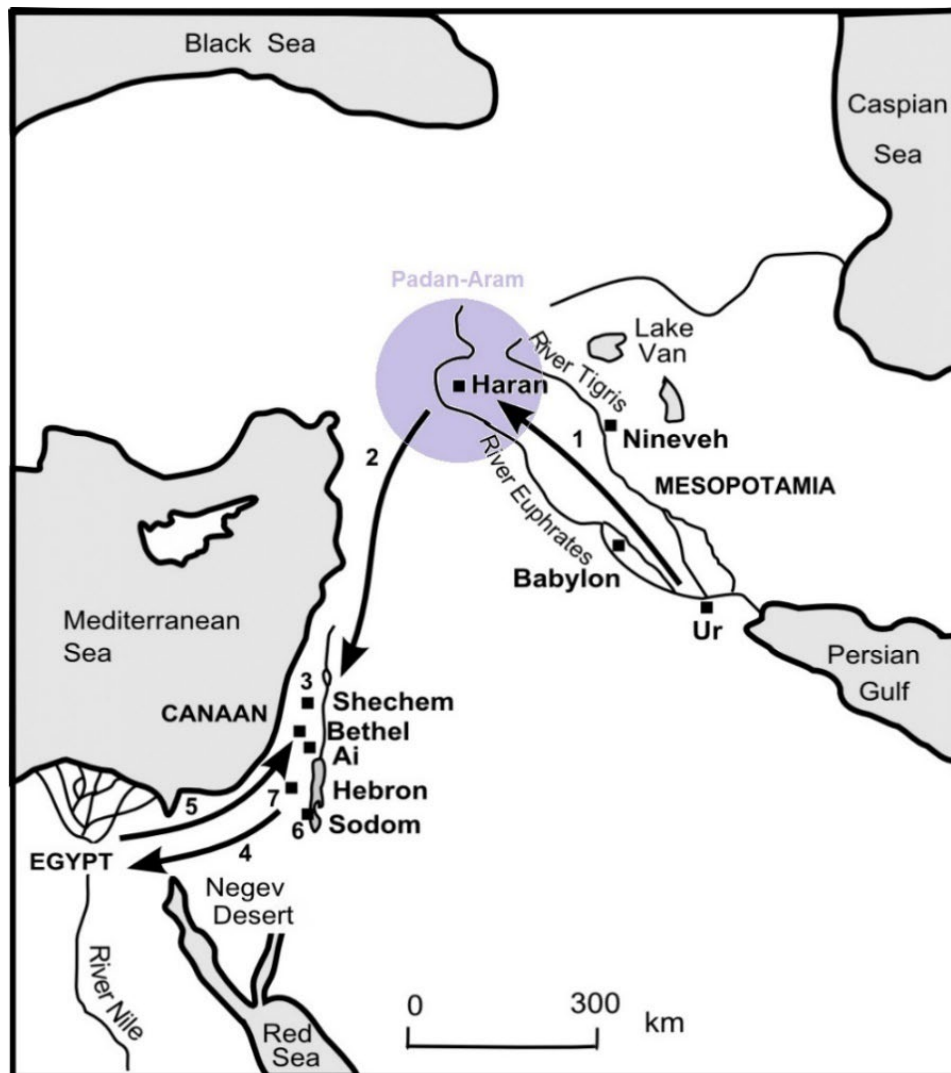 Black Sea
Caspian
Sea
Padan-Aram
Lake
Van
River Tigris
Haran
1
Nineveh
2
River Euphrates
MESOPOTAMIA
Babylon
Mediterranean
Sea
Ur
Persian
Gulf
3
Shechem
CANAAN
Bethel
Ai
7
Hebron
5
6
Sodom
4
EGYPT
Negev
Desert
River Nile
0
300
km
Red
Sea